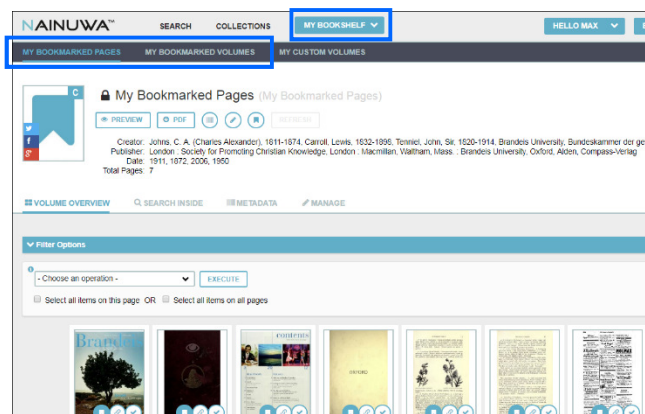 NAINUWA™ SEARCH COLLECTIONS MY BOOKSHELF HELLO MAX
MY BOOKMARKED PAGES MY BOOKMARKED VOLUMES MY CUSTOM VOLUMES
C
My Bookmarked Pages (My Bookmarked Pages)
PREVIEW PDF
Creator: Johns, C. A. (Charles Alexander), 1811-1874, Carroll, Lewis, 1832-1898, Tenniel, John, Sir, 1820-1914, Brandeis University, Bundeskammer der ge
Publisher: London : Society for Promoting Christian Knowledge, London : Macmillan, Waltham, Mass. : Brandeis University, Oxford, Alden, Compass-Verlag
Date: 1911, 1872, 2006, 1950
Total Pages: 7
VOLUME OVERVIEW SEARCH INSIDE METADATA MANAGE
Filter Options
- Choose an operation - EXECUTE
Select all items on this page OR Select all items on all pages
Brandeis
contents
OXFORD